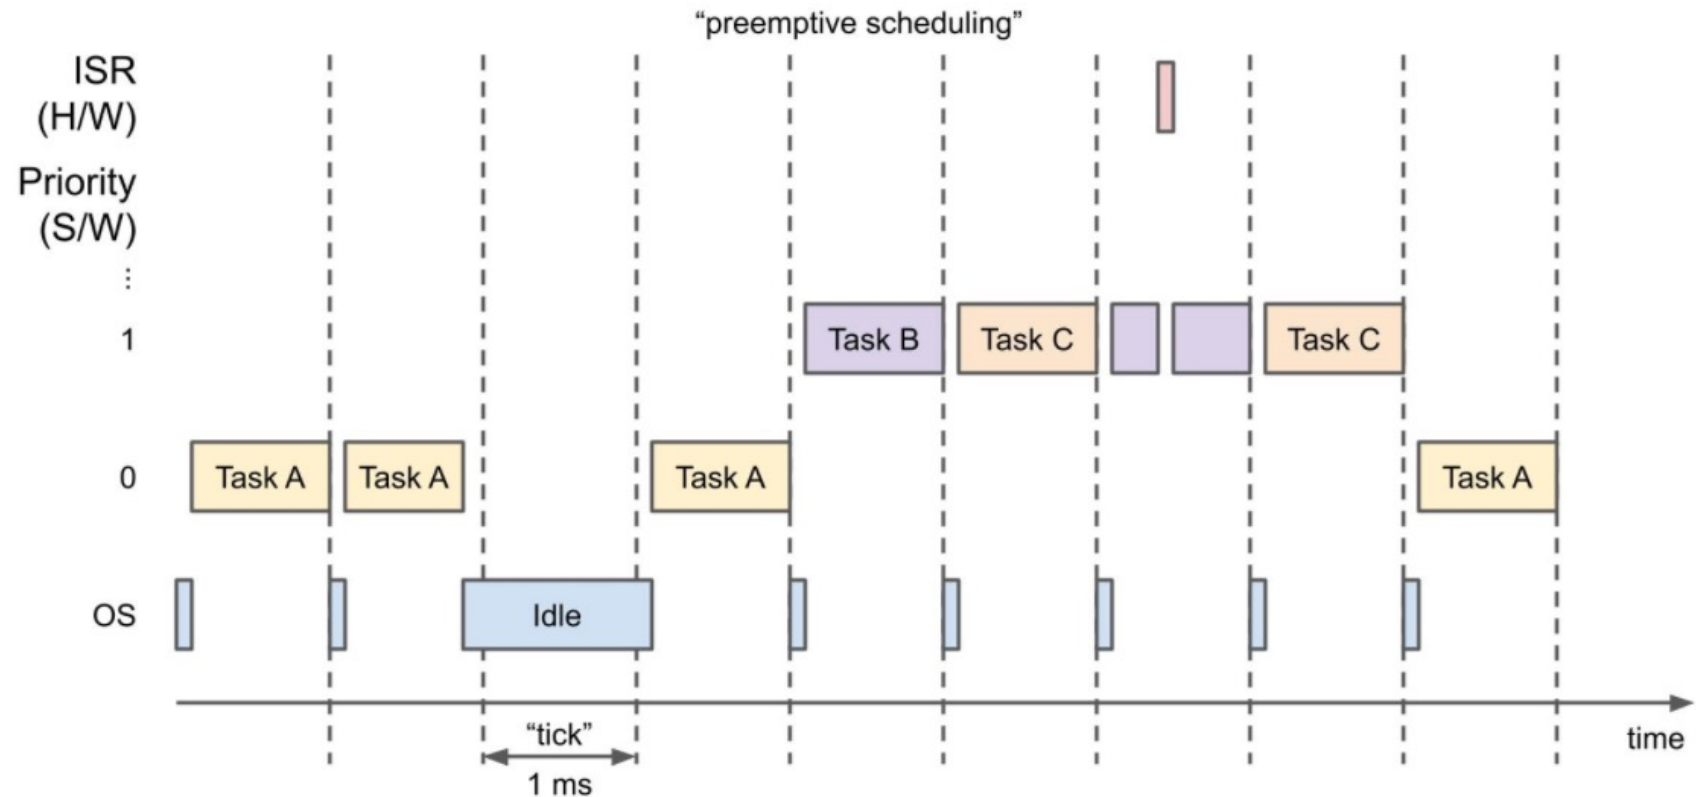 “preemptive scheduling”
ISR
(H/W)
Priority
(S/W)
⋮
1
Task B
Task C
Task C
0
Task A
Task A
Task A
Task A
OS
Idle
“tick”
1 ms
time